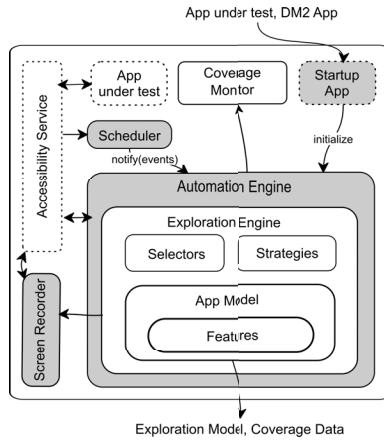 App under test, DM2 App
App
under test
Coverage
Montor
Startup
App
Accessibility Service
Scheduler
initialize
notify(events)
Automation Engine
Exploration Engine
Selectors
Strategies
App Model
Features
Screen Recorder
Exploration Model, Coverage Data